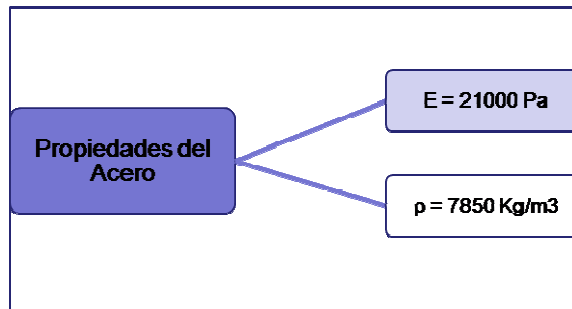 Propiedades del
Acero
E = 21000 Pa
ρ = 7850 Kg/m3